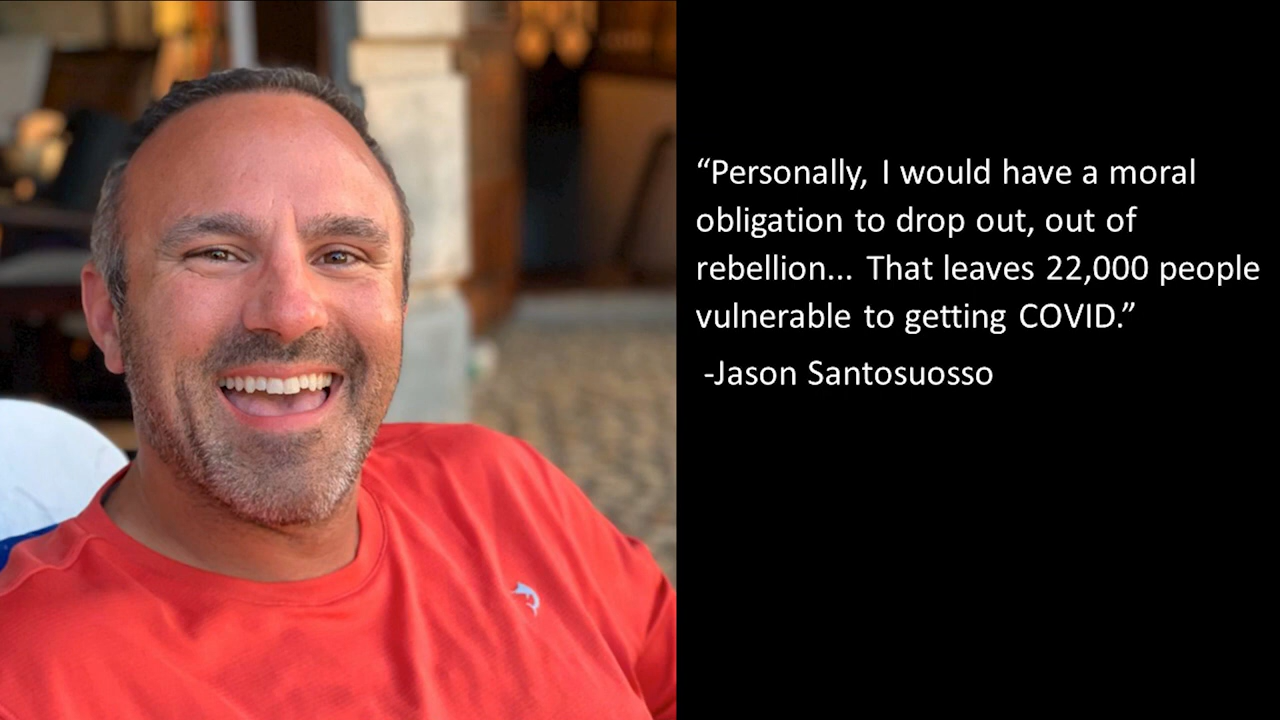 “Personally, I would have a moral
obligation to drop out, out of
rebellion... That leaves 22,000 people
vulnerable to getting COVID.”
-Jason Santosuosso